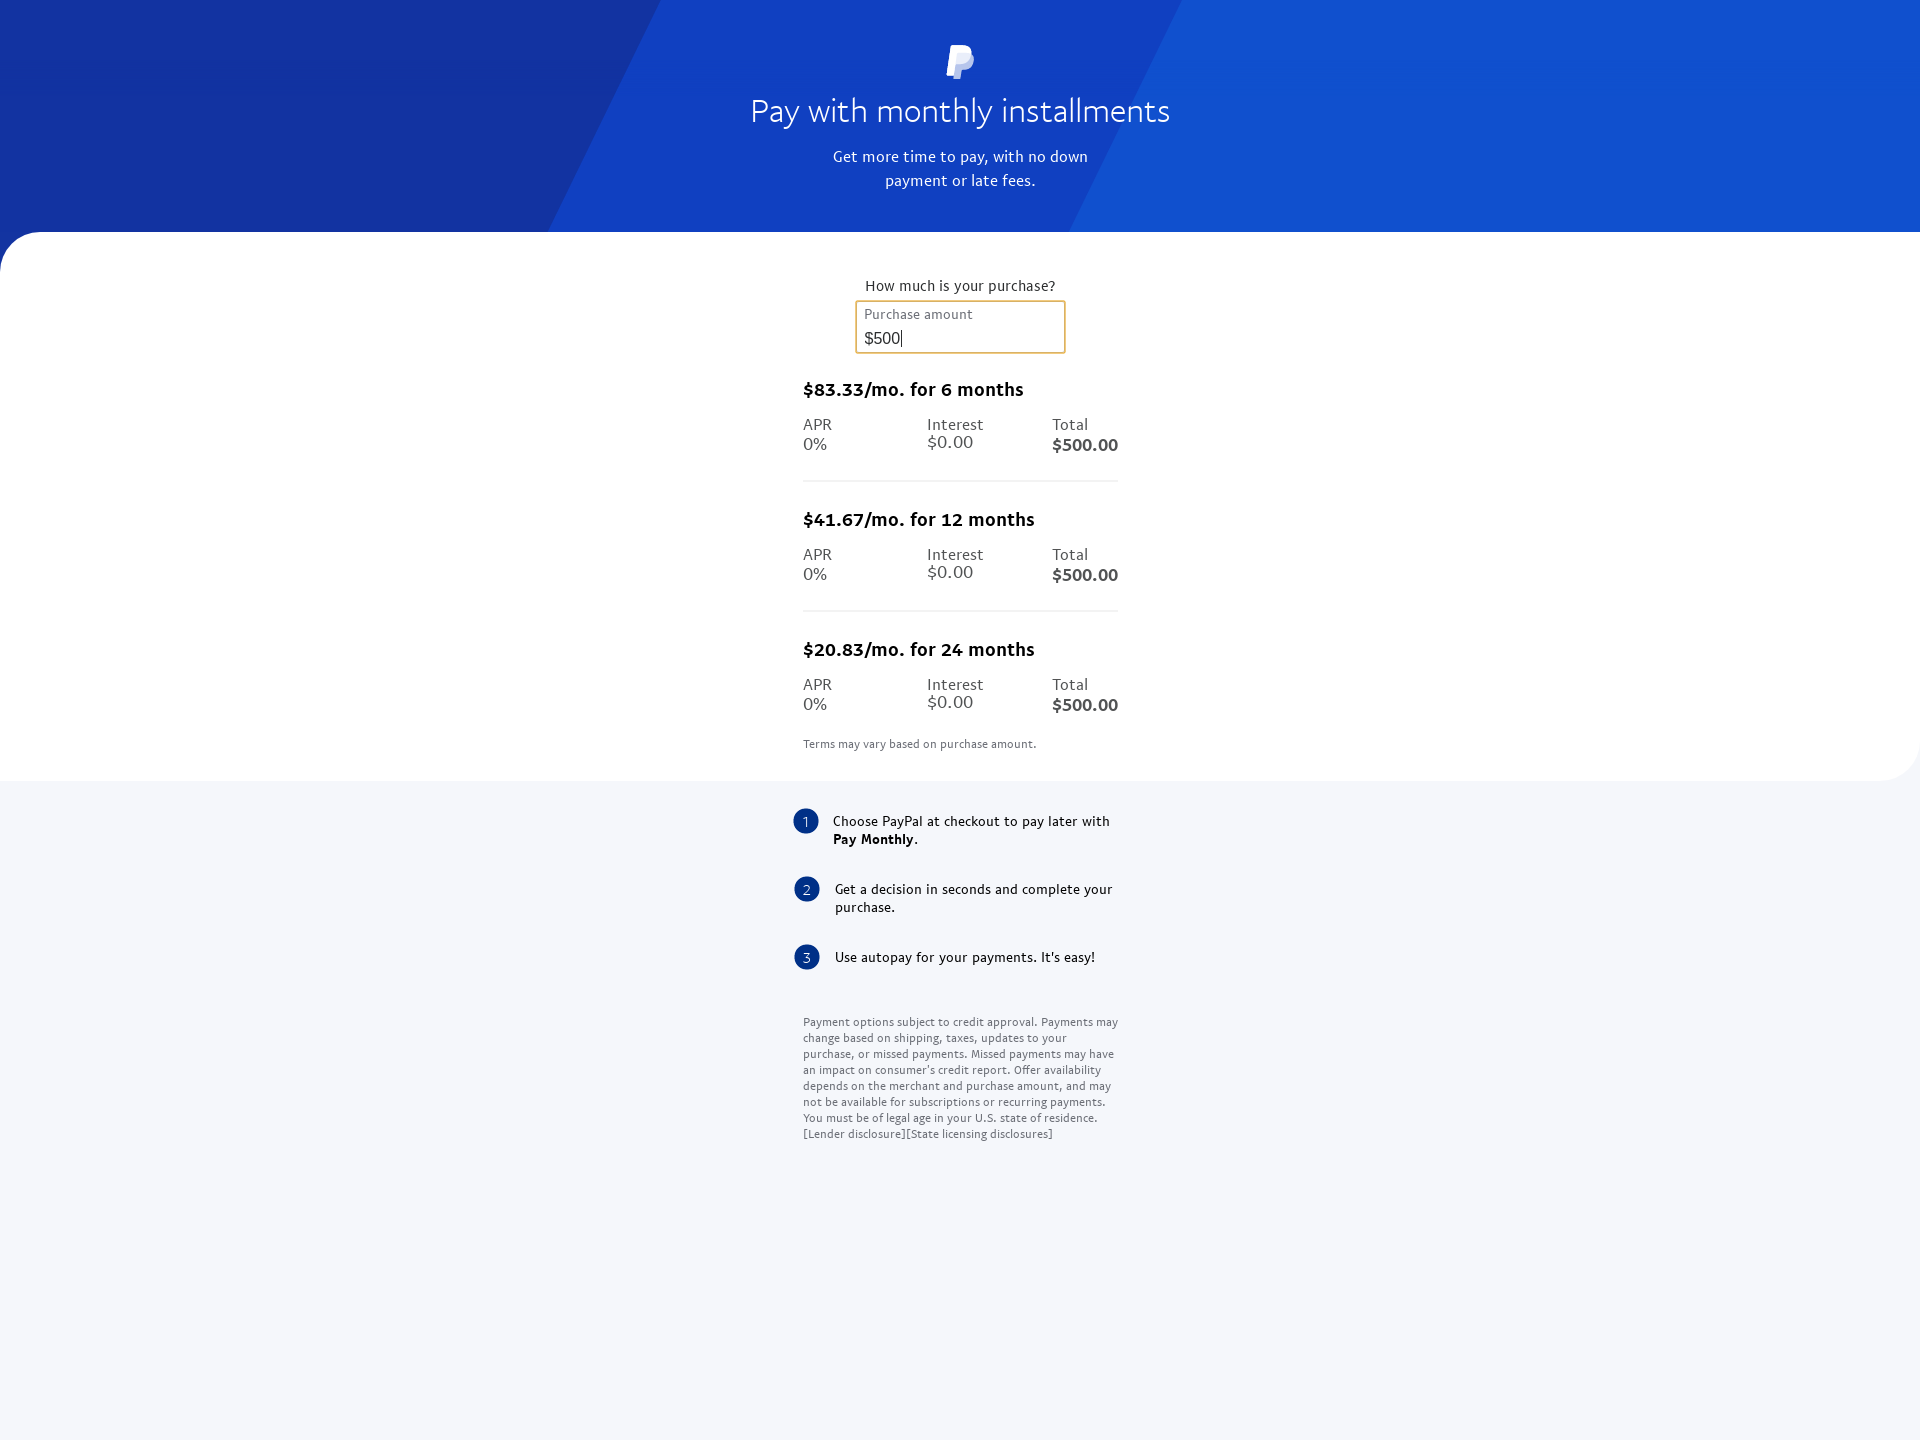 Pay with monthly installments
Get more time to pay, with no down
payment or late fees.
How much is your purchase?
Purchase amount
$500
$83.33/mo. for 6 months
APR Interest Total
0% $0.00 $500.00
$41.67/mo. for 12 months
APR Interest Total
0% $0.00 $500.00
$20.83/mo. for 24 months
APR Interest Total
0% $0.00 $500.00
Terms may vary based on purchase amount.
1 Choose PayPal at checkout to pay later with
Pay Monthly.
2 Get a decision in seconds and complete your
purchase.
3 Use autopay for your payments. It's easy!
Payment options subject to credit approval. Payments may
change based on shipping, taxes, updates to your
purchase, or missed payments. Missed payments may have
an impact on consumer's credit report. Offer availability
depends on the merchant and purchase amount, and may
not be available for subscriptions or recurring payments.
You must be of legal age in your U.S. state of residence.
[Lender disclosure][State licensing disclosures]